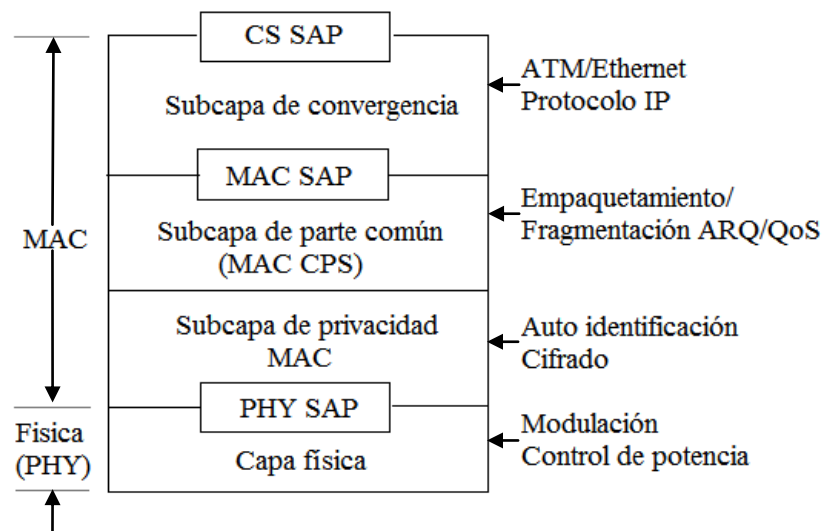 CS SAP
Subcapa de convergencia
ATM/Ethernet
Protocolo IP
MAC SAP
Subcapa de parte común
(MAC CPS)
Empaquetamiento/
Fragmentación ARQ/QoS
MAC
Subcapa de privacidad
MAC
Auto identificación
Cifrado
PHY SAP
Capa física
Fisica
(PHY)
Modulación
Control de potencia